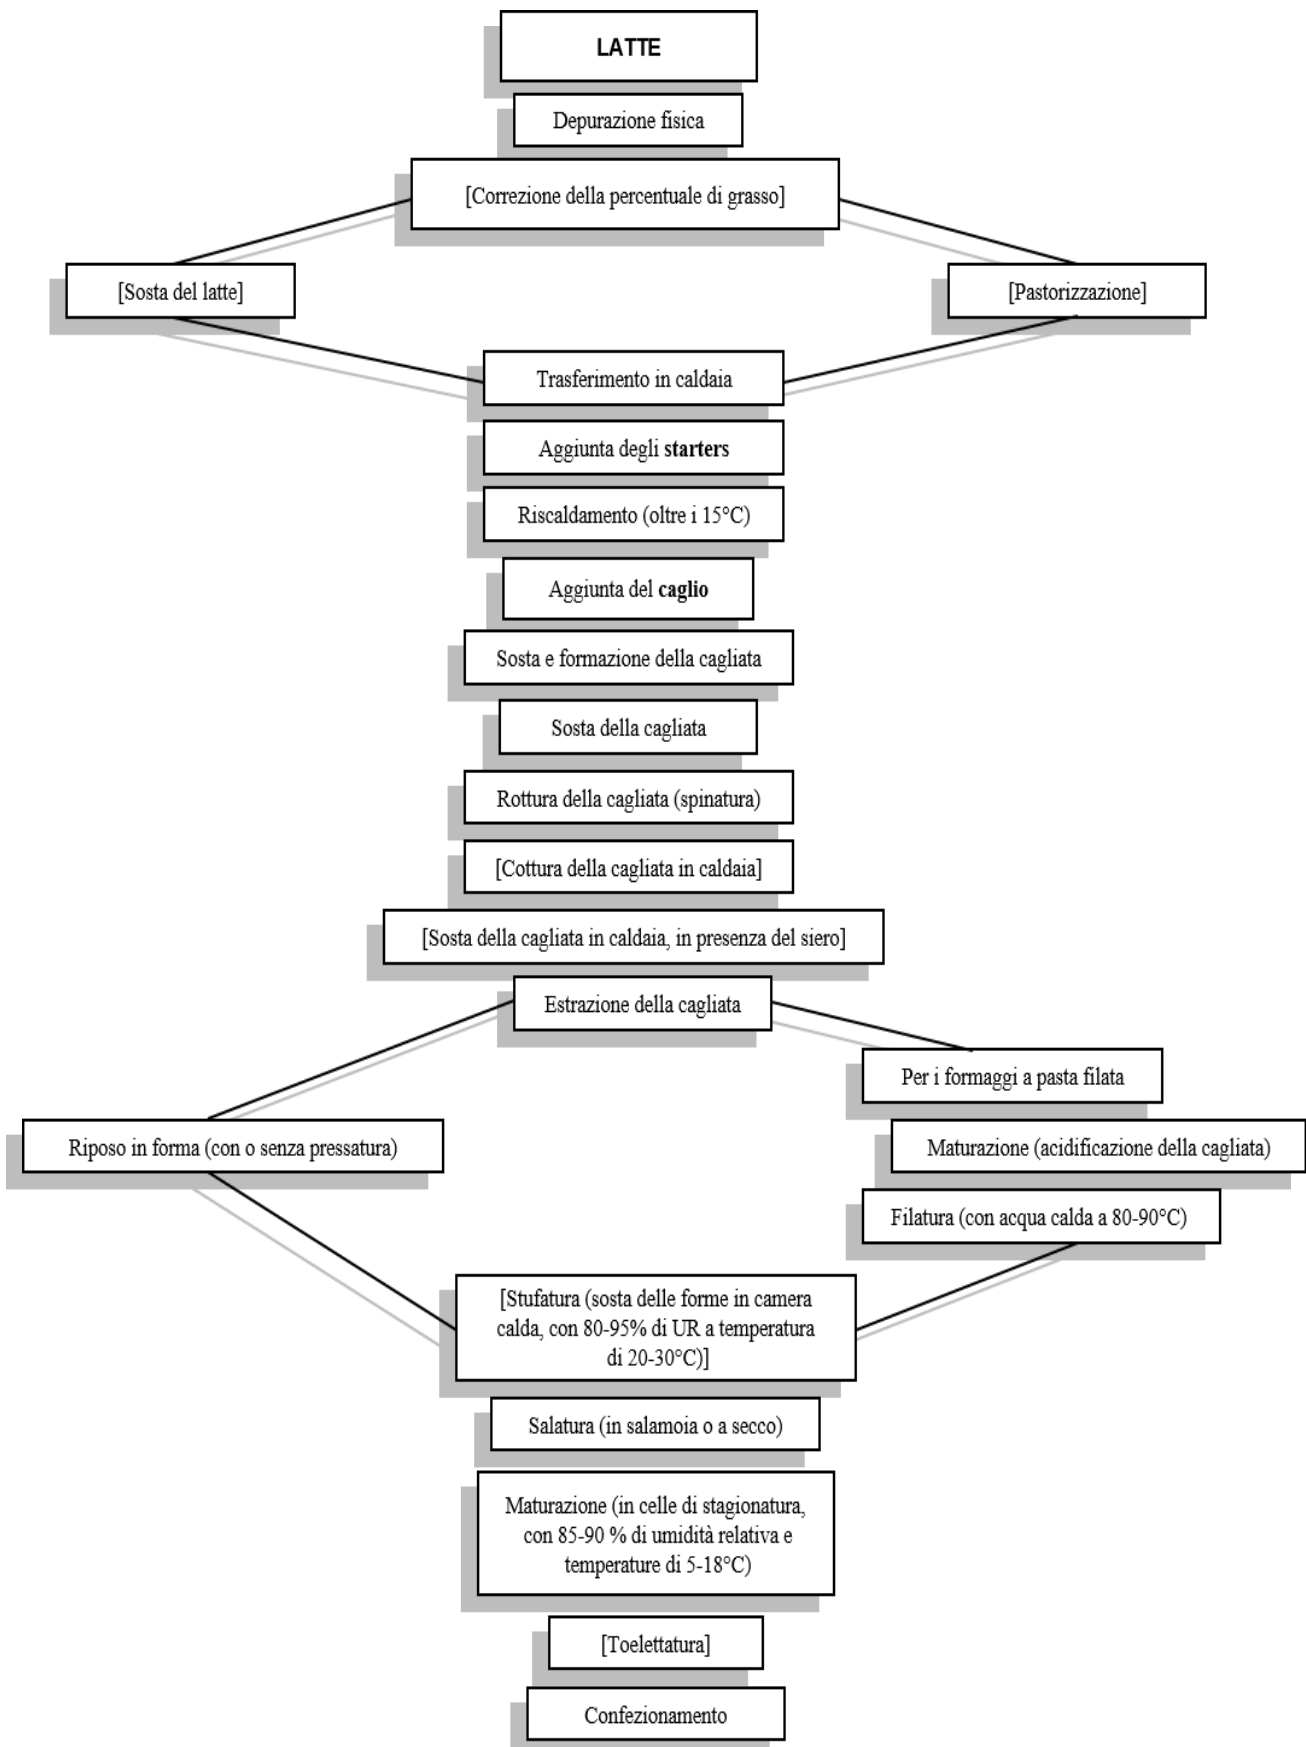 LATTE
Depurazione fisica
[Correzione della percentuale di grasso]
[Sosta del latte]
[Pastorizzazione]
Trasferimento in caldaia
Aggiunta degli starters
Riscaldamento (oltre i 15°C)
Aggiunta del caglio
Sosta e formazione della cagliata
Sosta della cagliata
Rottura della cagliata (spinatura)
[Cottura della cagliata in caldaia]
[Sosta della cagliata in caldaia, in presenza del siero]
Estrazione della cagliata
Per i formaggi a pasta filata
Riposo in forma (con o senza pressatura)
Maturazione (acidificazione della cagliata)
Filatura (con acqua calda a 80-90°C)
[Stufatura (sosta delle forme in camera
calda, con 80-95% di UR a temperatura
di 20-30°C)]
Salatura (in salamoia o a secco)
Maturazione (in celle di stagionatura,
con 85-90 % di umidità relativa e
temperature di 5-18°C)
[Toelettatura]
Confezionamento